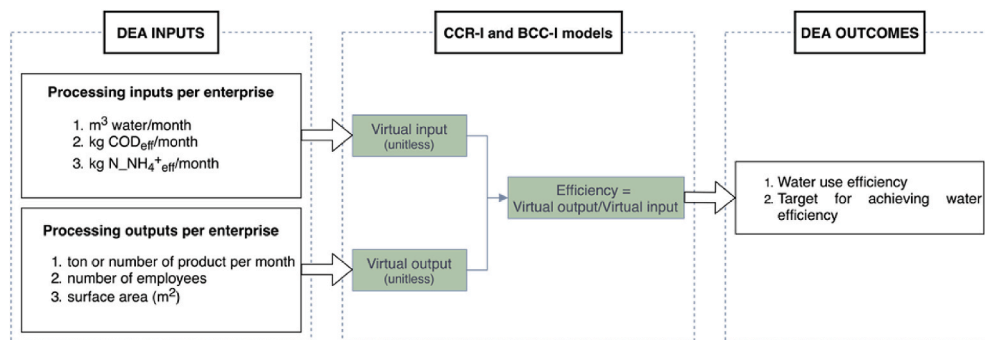 DEA INPUTS
Processing inputs per enterprise
1. m³ water/month
2. kg COD_eff/month
3. kg N_NH₄⁺_eff/month
Processing outputs per enterprise
1. ton or number of product per month
2. number of employees
3. surface area (m²)
CCR-I and BCC-I models
Virtual input
(unitless)
Efficiency =
Virtual output/Virtual input
Virtual output
(unitless)
DEA OUTCOMES
1. Water use efficiency
2. Target for achieving water
efficiency